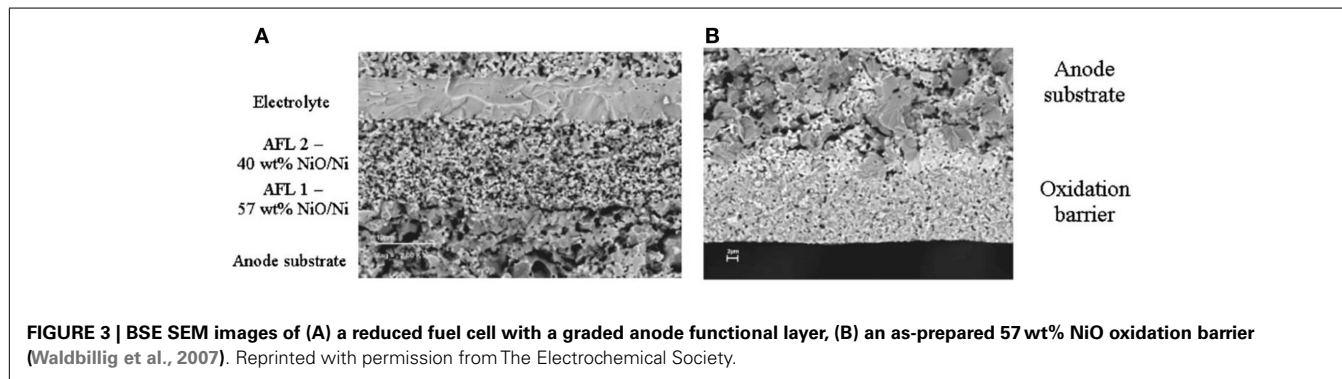 A
B
Electrolyte
AFL 2 –
40 wt% NiO/Ni
AFL 1 –
57 wt% NiO/Ni
Anode substrate
Anode
substrate
Oxidation
barrier
2µm
FIGURE 3 | BSE SEM images of (A) a reduced fuel cell with a graded anode functional layer, (B) an as-prepared 57 wt% NiO oxidation barrier
(Waldbillig et al., 2007). Reprinted with permission from The Electrochemical Society.